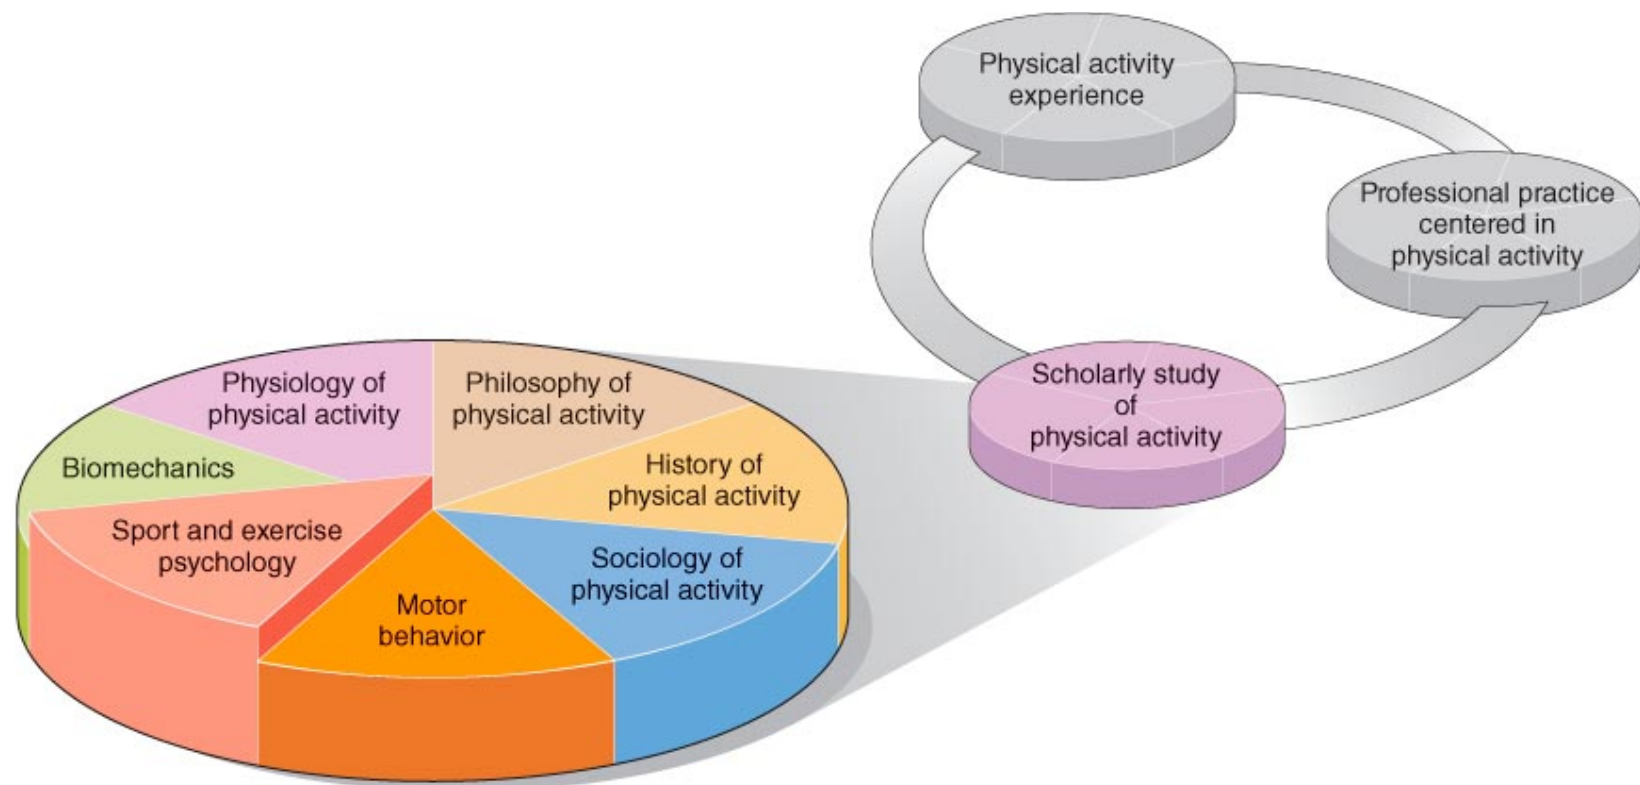 Physical activity
experience
Professional practice
centered in
physical activity
Scholarly study
of
physical activity
Physiology of
physical activity
Philosophy of
physical activity
Biomechanics
History of
physical activity
Sport and exercise
psychology
Sociology of
physical activity
Motor
behavior